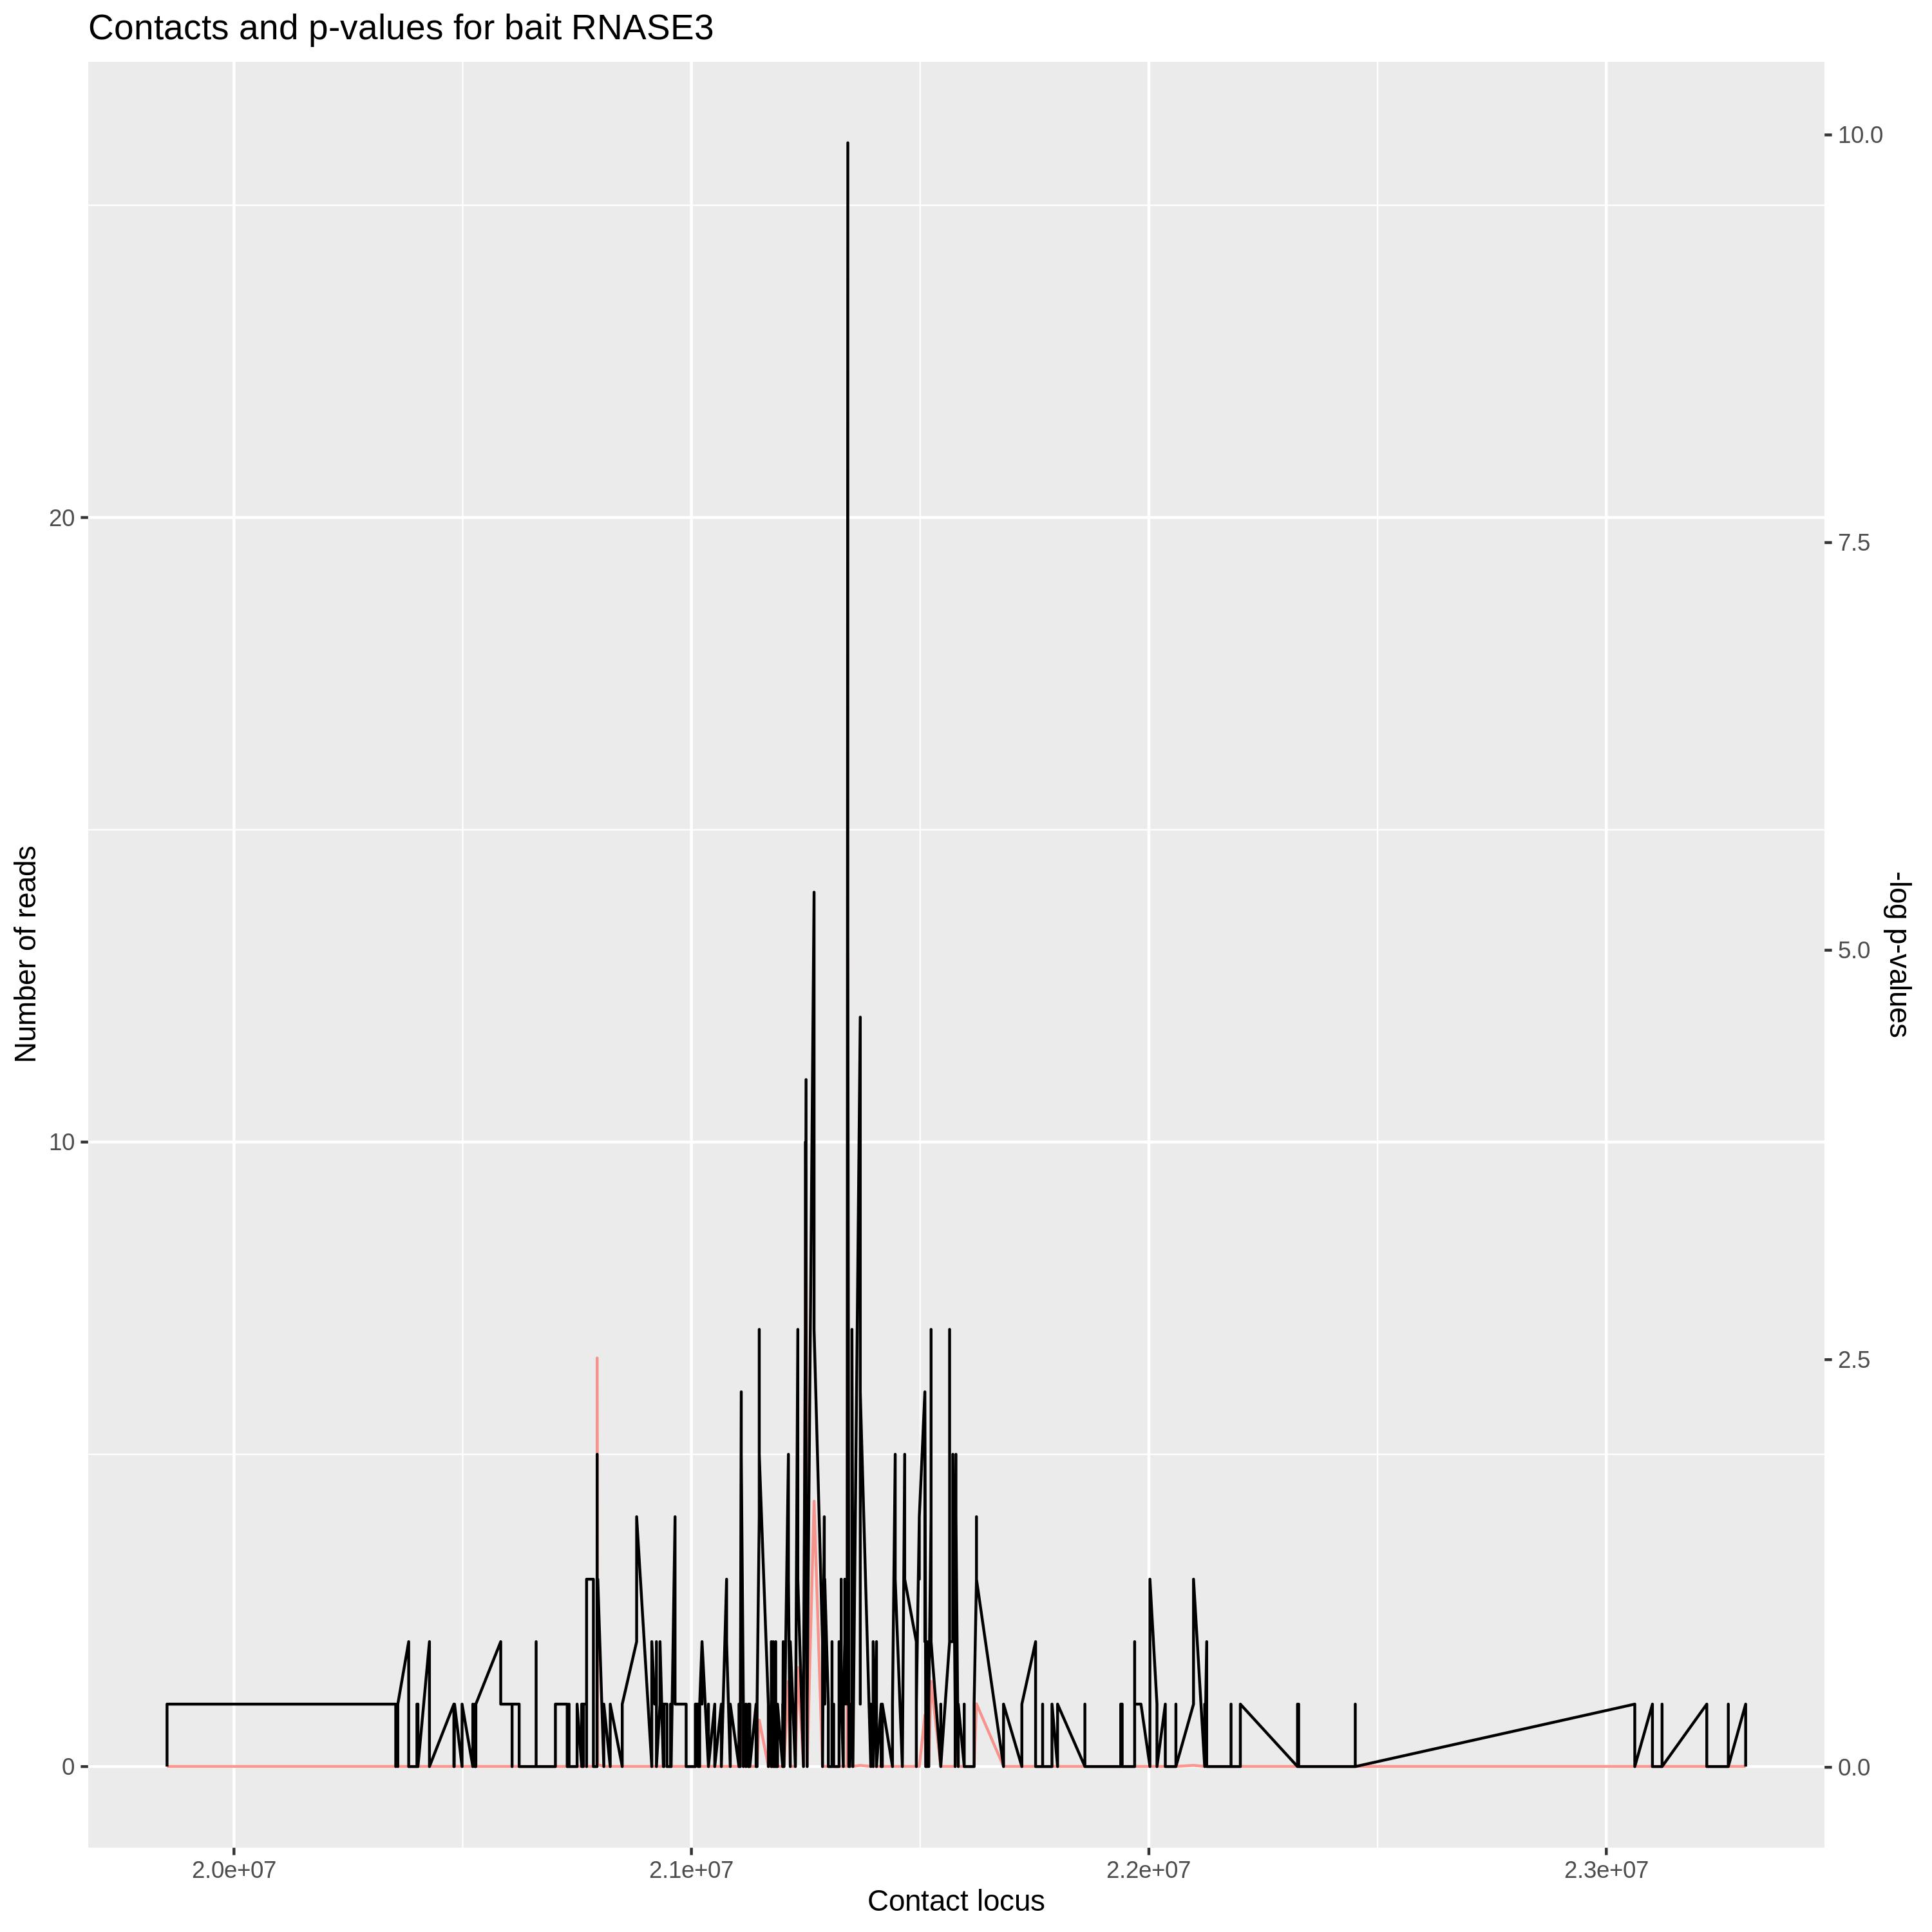 Contacts and p-values for bait RNASE3
10.0
20
7.5
Number of reads
-log p-values
5.0
10
2.5
0
0.0
2.0e+07
2.1e+07
2.2e+07
2.3e+07
Contact locus